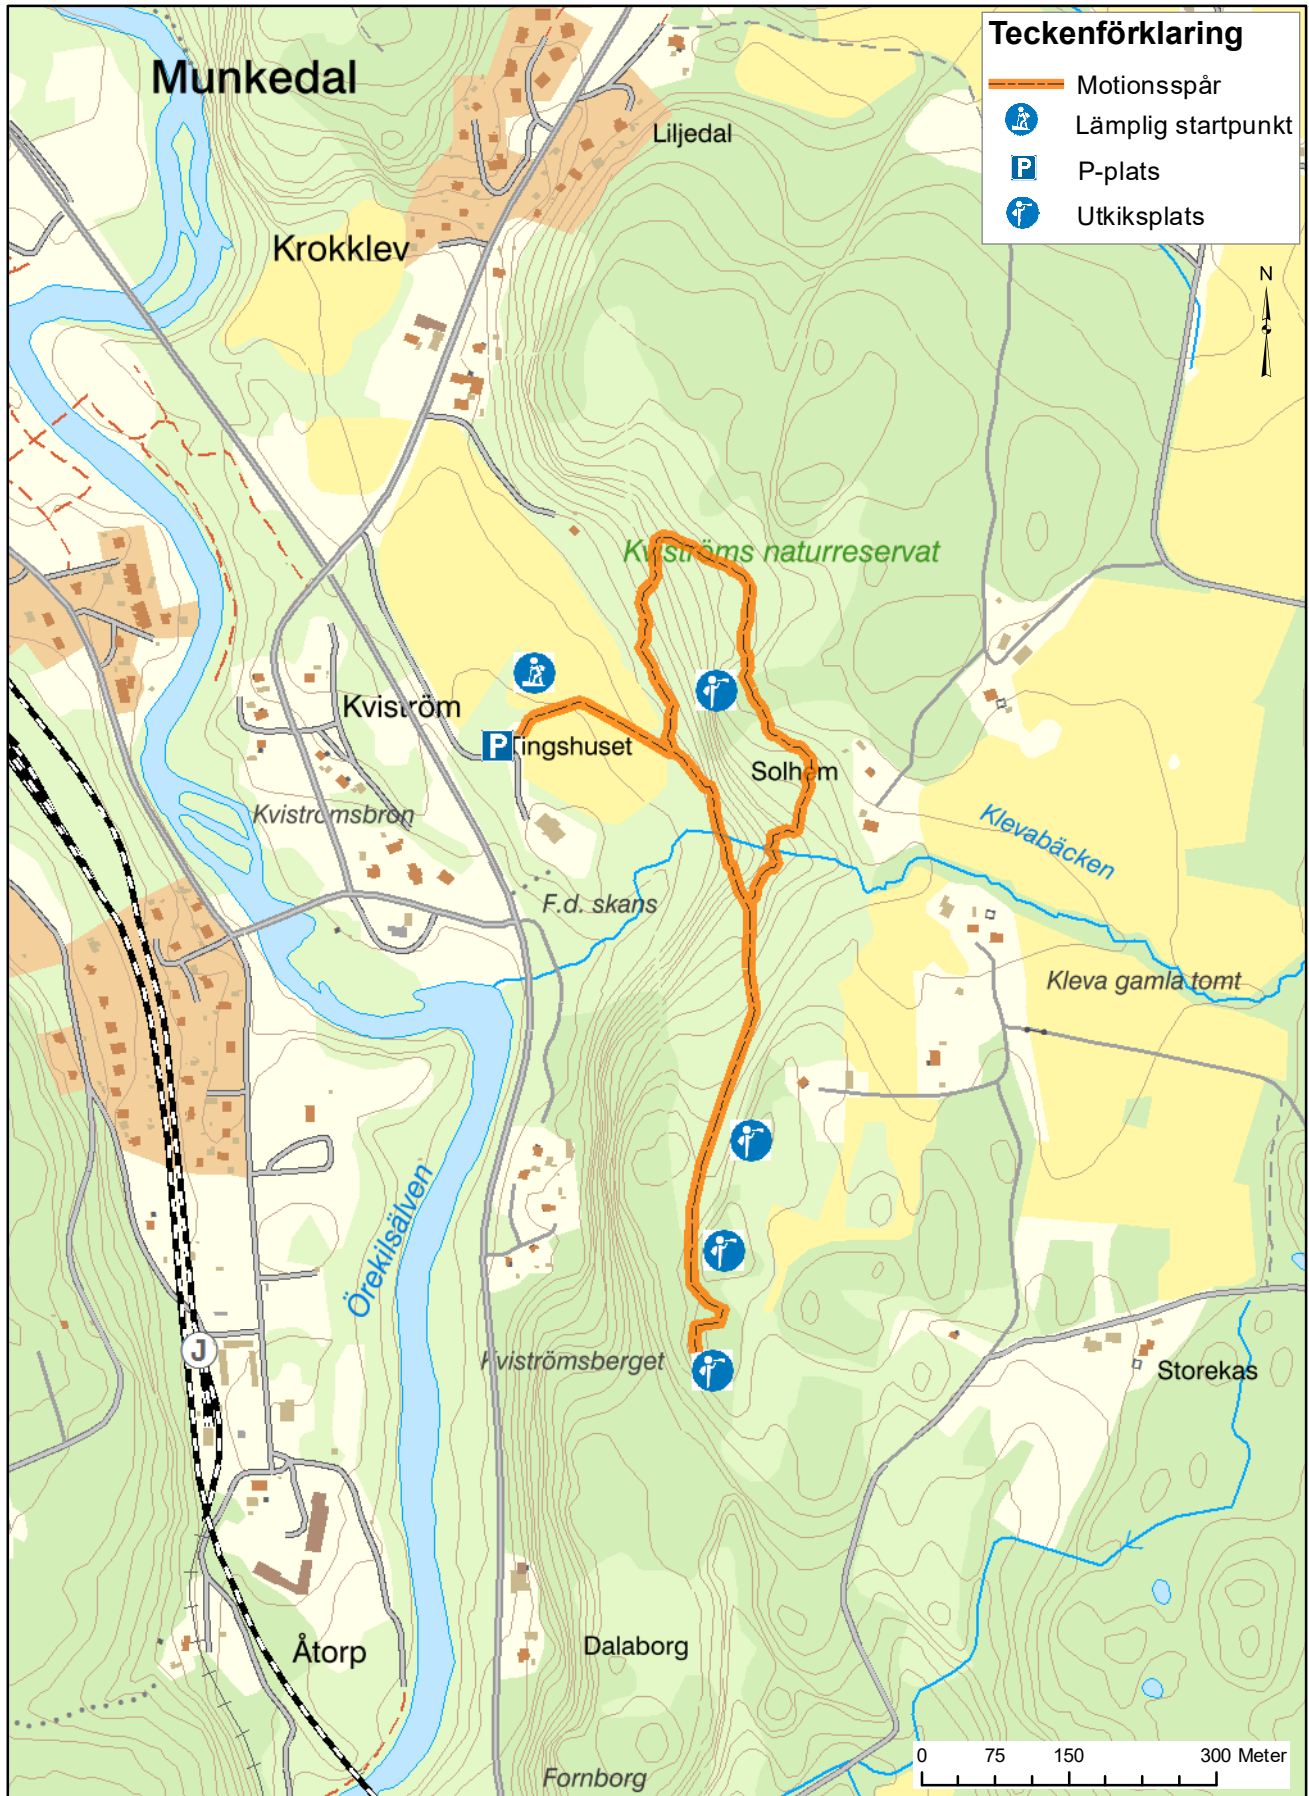 Teckenförklaring
Motionsspår
Lämplig startpunkt
P
P-plats
Utkiksplats
Munkedal
Liljedal
Krokklev
N
Kviströms naturreservat
Kviström
P
Tingshuset
Solhem
Kviströmsbron
Klevabäcken
F.d. skans
Kleva gamla tomt
Örekilsälven
J
Kviströmsberget
Storekas
Åtorp
Dalaborg
Fornborg
0 75 150 300 Meter